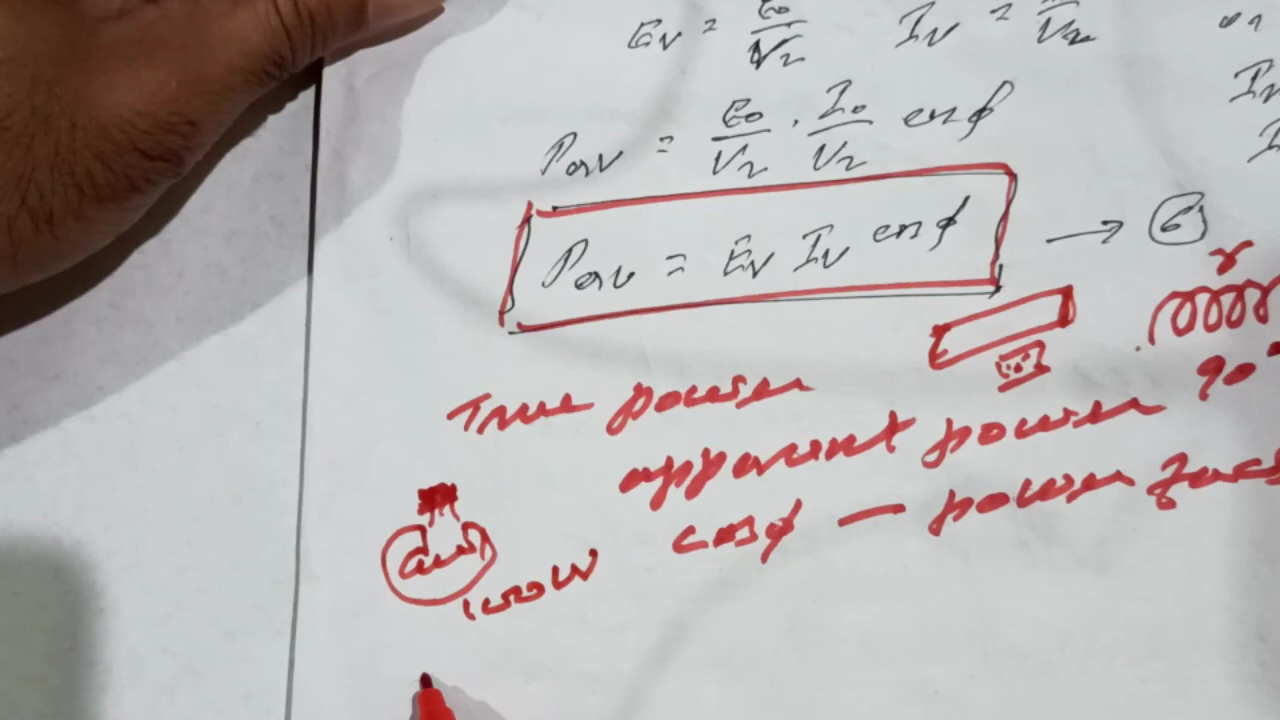 Ev = E₀/√2 Iv = /√2
Pav = E₀/√2 · I₀/√2 cosφ
Pav = Ev Iv cosφ → 6
r
True power
apparent power 90°
cosφ — power fac
100W